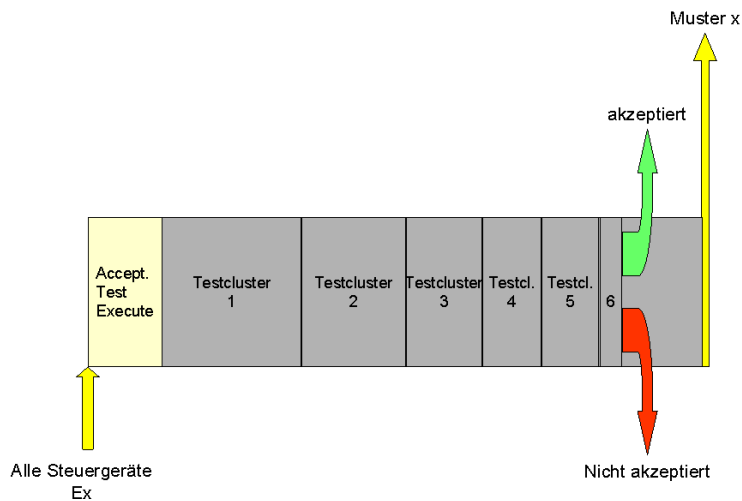 Muster x
akzeptiert
Accept.
Test
Execute
Testcluster
1
Testcluster
2
Testcluster
3
Testcl.
4
Testcl.
5
6
Alle Steuergeräte
Ex
Nicht akzeptiert